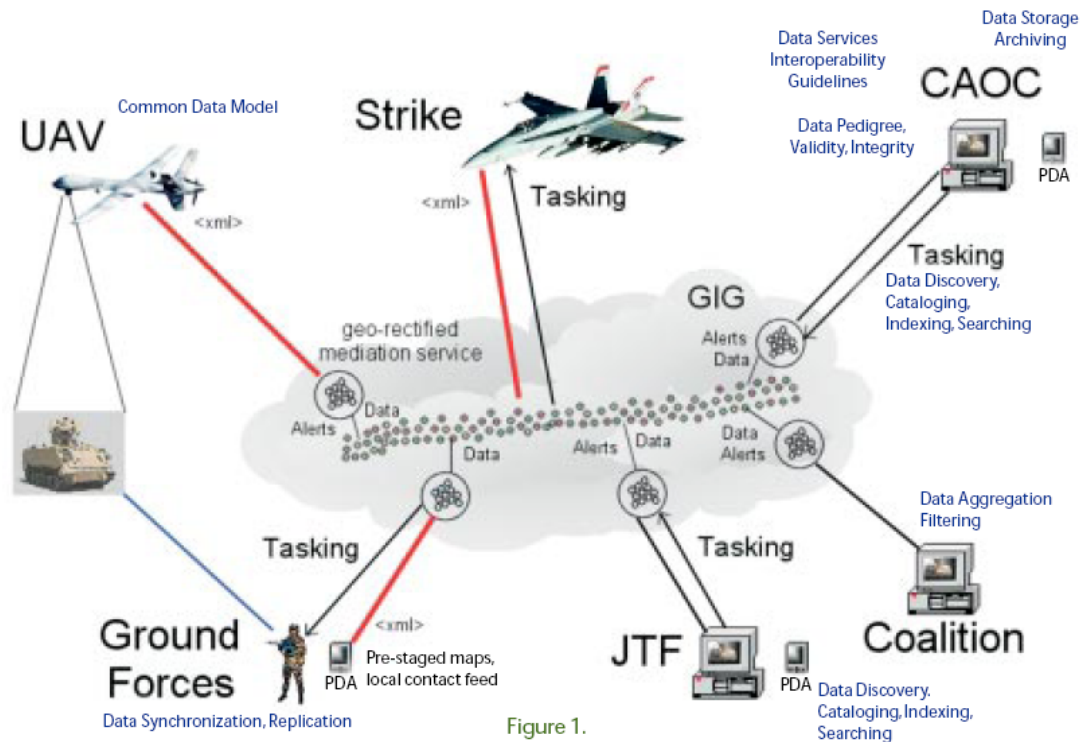 Data Storage
Archiving
Data Services
Interoperability
Guidelines
CAOC
Common Data Model
UAV
Strike
Data Pedigree,
Validity, Integrity
PDA
<xml>
<xml>
Tasking
Tasking
Data Discovery,
Cataloging,
Indexing, Searching
GIG
geo-rectified
mediation service
Alerts
Data
Data
Alerts
Data
Alerts
Data
Data
Alerts
Data Aggregation
Filtering
Tasking
Tasking
<xml>
Ground
Forces
PDA
Pre-staged maps,
local contact feed
JTF
PDA
Coalition
Data Synchronization, Replication
Data Discovery.
Cataloging, Indexing,
Searching
Figure 1.